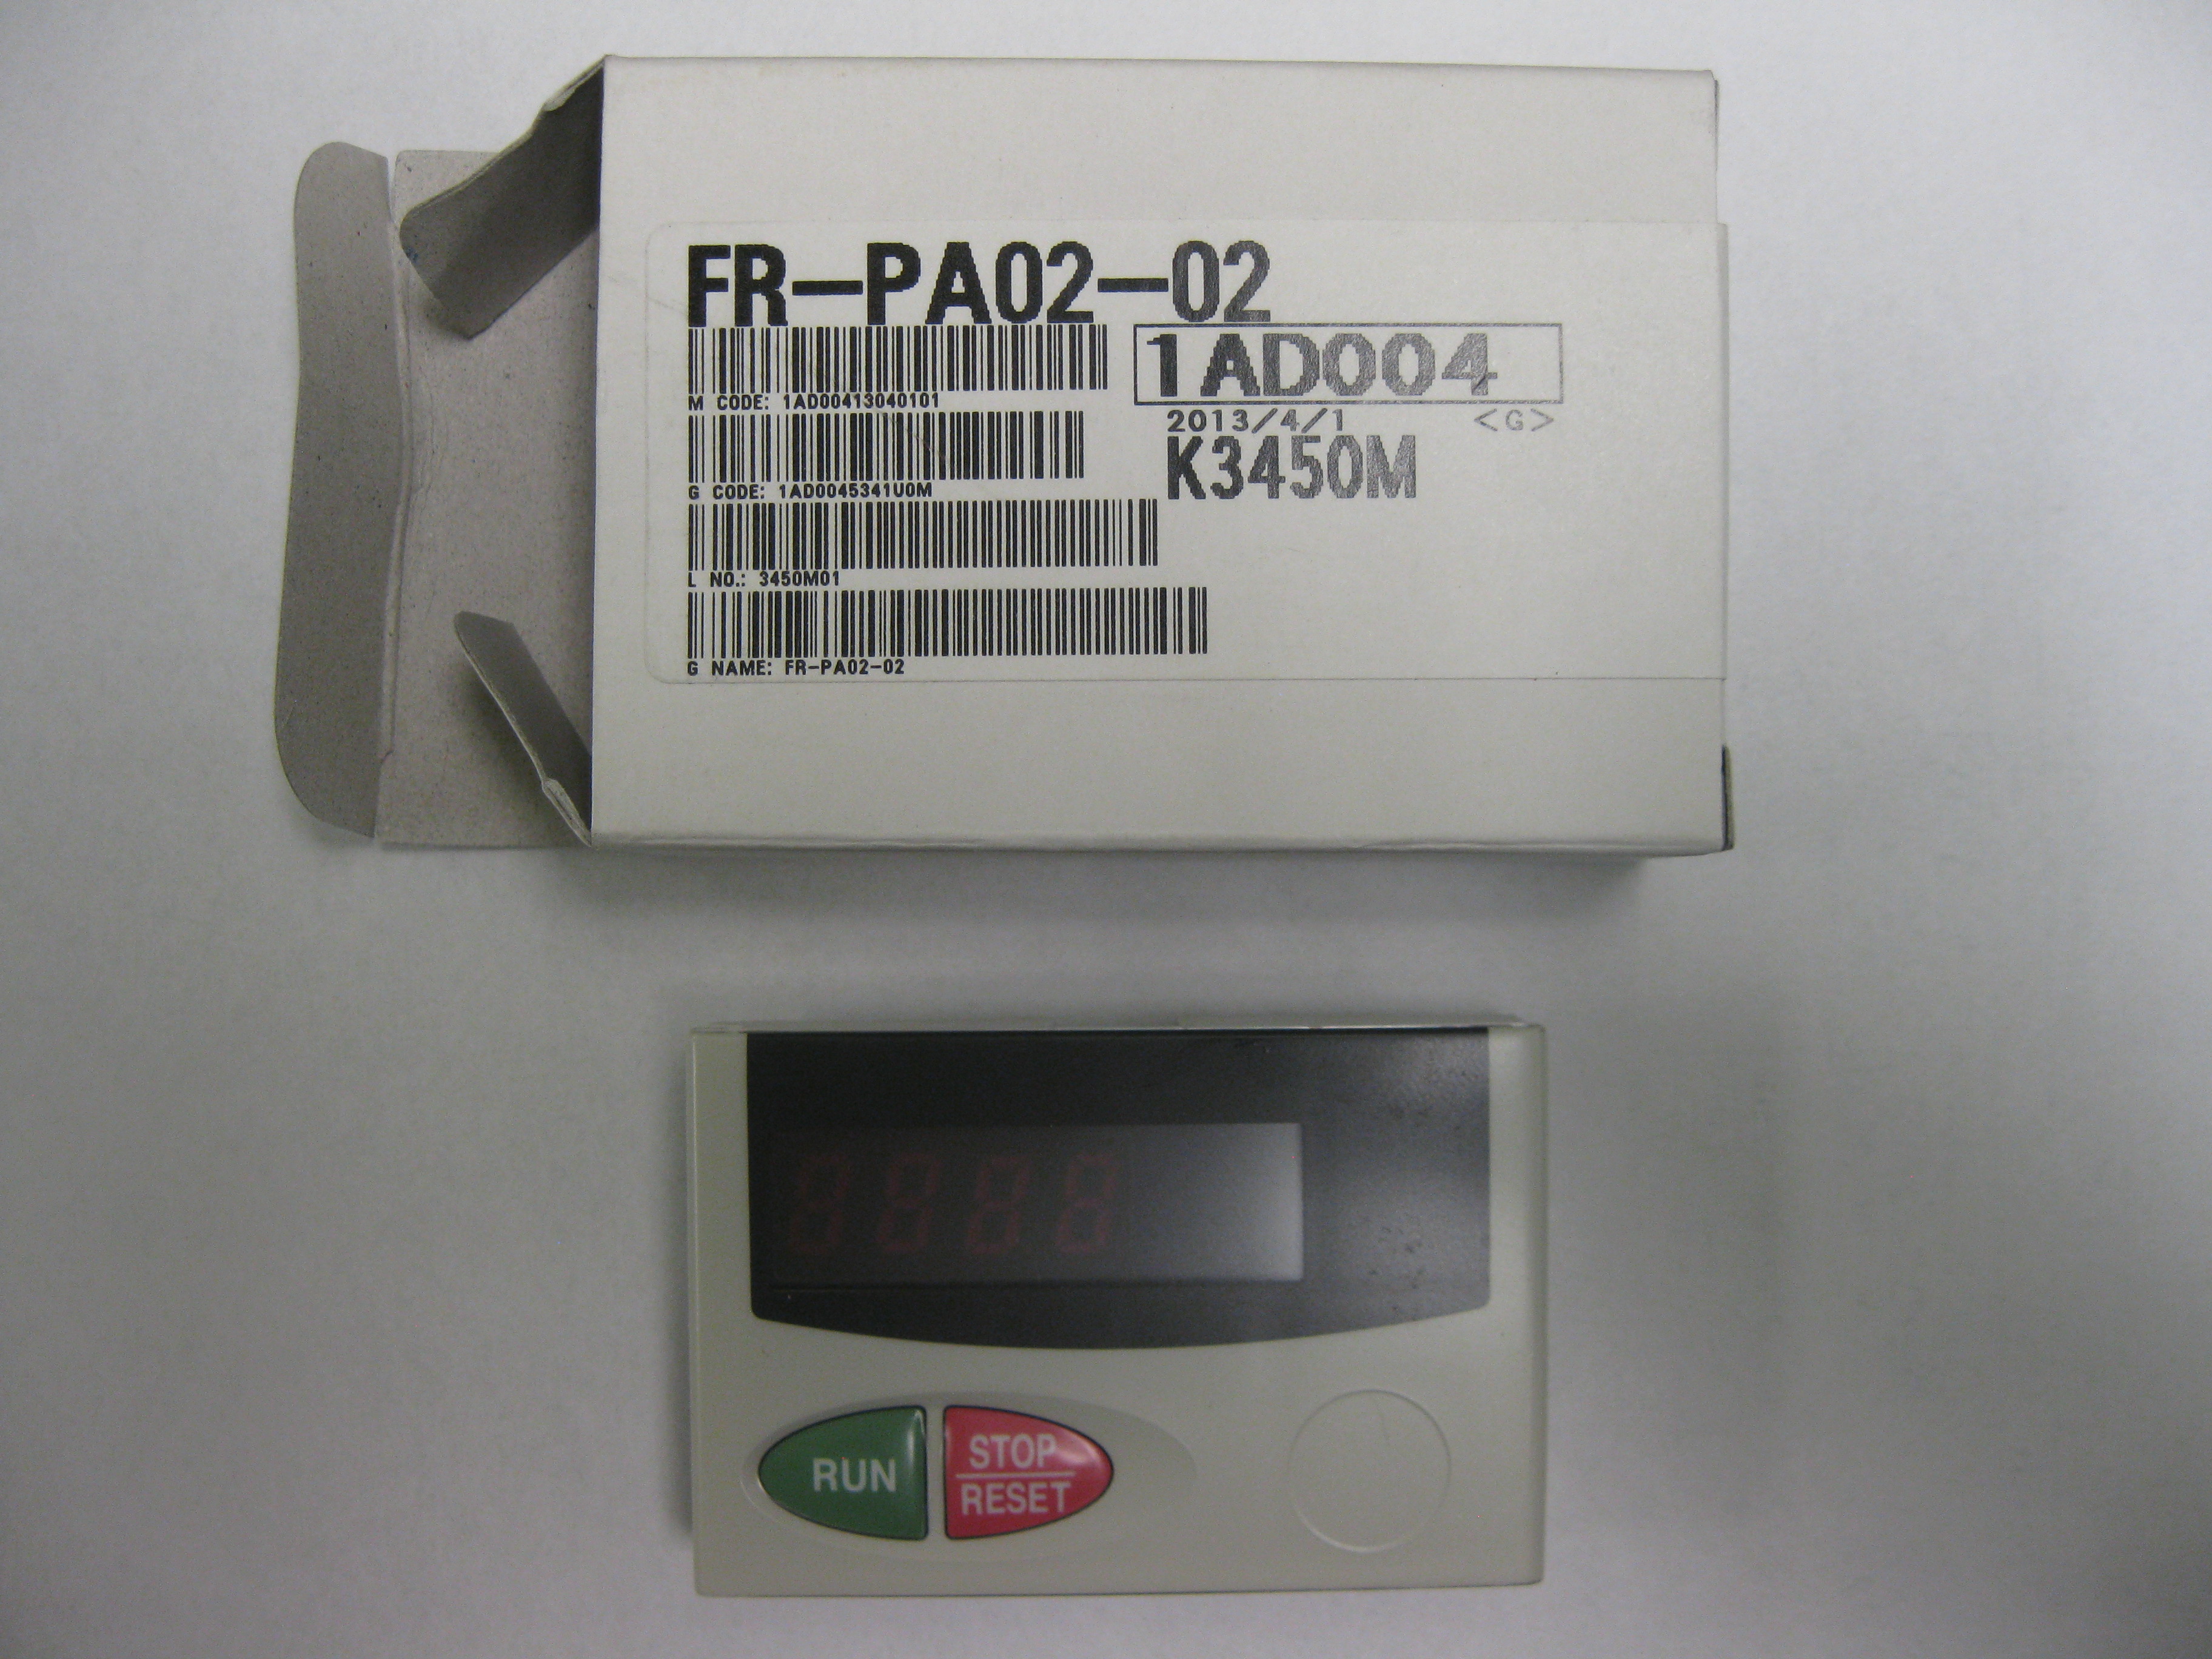 FR-PA02-02
1AD004
M CODE: 1AD00413040101
2013/4/1 <G>
K3450M
G CODE: 1AD0045341U0M
L NO.: 3450M01
G NAME: FR-PA02-02
8888
RUN
STOP
RESET